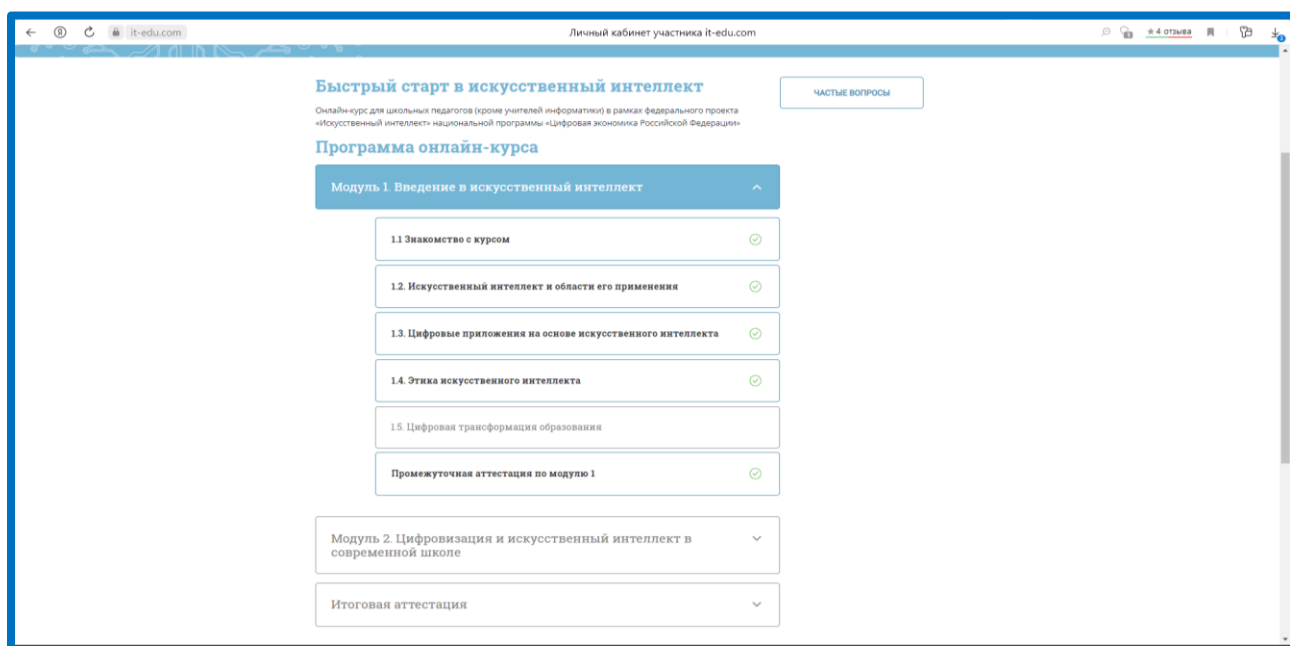 it-edu.com
Личный кабинет участника it-edu.com
★ 4 отзыва
Быстрый старт в искусственный интеллект
ЧАСТЫЕ ВОПРОСЫ
Онлайн-курс для школьных педагогов (кроме учителей информатики) в рамках федерального проекта
«Искусственный интеллект» национальной программы «Цифровая экономика Российской Федерации»
Программа онлайн-курса
Модуль 1. Введение в искусственный интеллект
1.1 Знакомство с курсом
1.2. Искусственный интеллект и области его применения
1.3. Цифровые приложения на основе искусственного интеллекта
1.4. Этика искусственного интеллекта
1.5. Цифровая трансформация образования
Промежуточная аттестация по модулю 1
Модуль 2. Цифровизация и искусственный интеллект в
современной школе
Итоговая аттестация